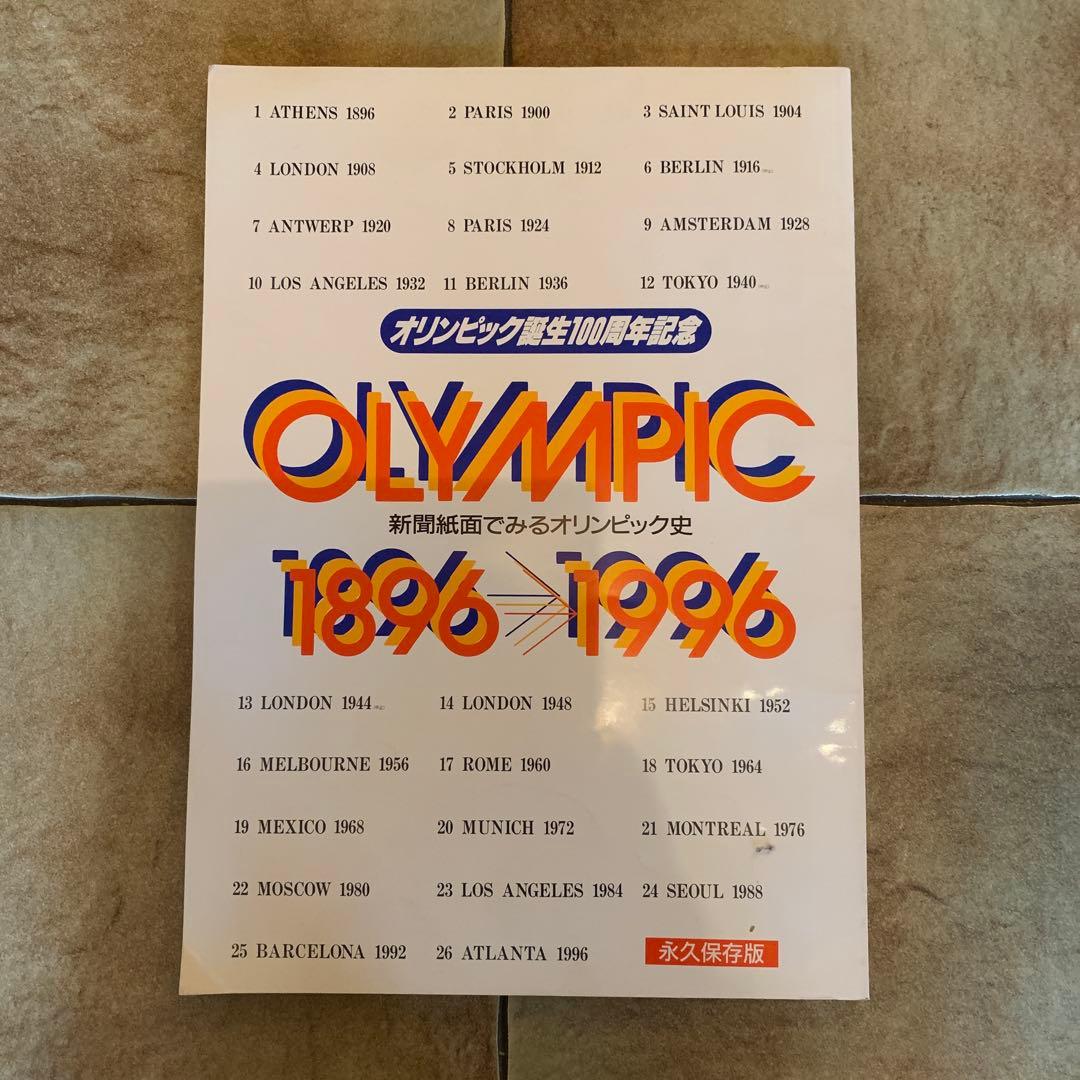 1 ATHENS 1896 2 PARIS 1900 3 SAINT LOUIS 1904
4 LONDON 1908 5 STOCKHOLM 1912 6 BERLIN 1916
7 ANTWERP 1920 8 PARIS 1924 9 AMSTERDAM 1928
10 LOS ANGELES 1932 11 BERLIN 1936 12 TOKYO 1940
オリンピック誕生100周年記念
OLYMPIC
新聞紙面でみるオリンピック史
1896→1996
13 LONDON 1944 14 LONDON 1948 15 HELSINKI 1952
16 MELBOURNE 1956 17 ROME 1960 18 TOKYO 1964
19 MEXICO 1968 20 MUNICH 1972 21 MONTREAL 1976
22 MOSCOW 1980 23 LOS ANGELES 1984 24 SEOUL 1988
25 BARCELONA 1992 26 ATLANTA 1996 永久保存版